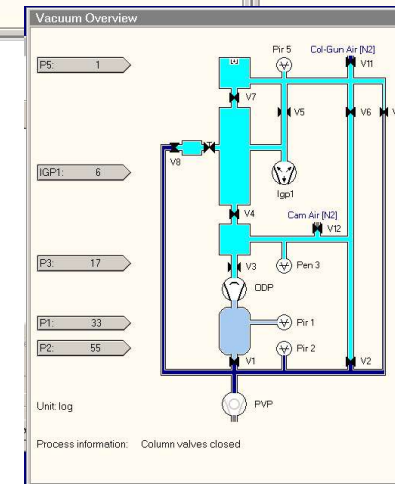 Vacuum Overview
Pir 5
Col-Gun Air [N2]
P5: 1
V11
V7
V5
V6
V
V8
IGP1: 6
Igp1
V4
Cam Air [N2]
V12
P3: 17
V3
Pen 3
ODP
P1: 33
Pir 1
P2: 55
Pir 2
V1
V2
Unit: log
PVP
Process information: Column valves closed